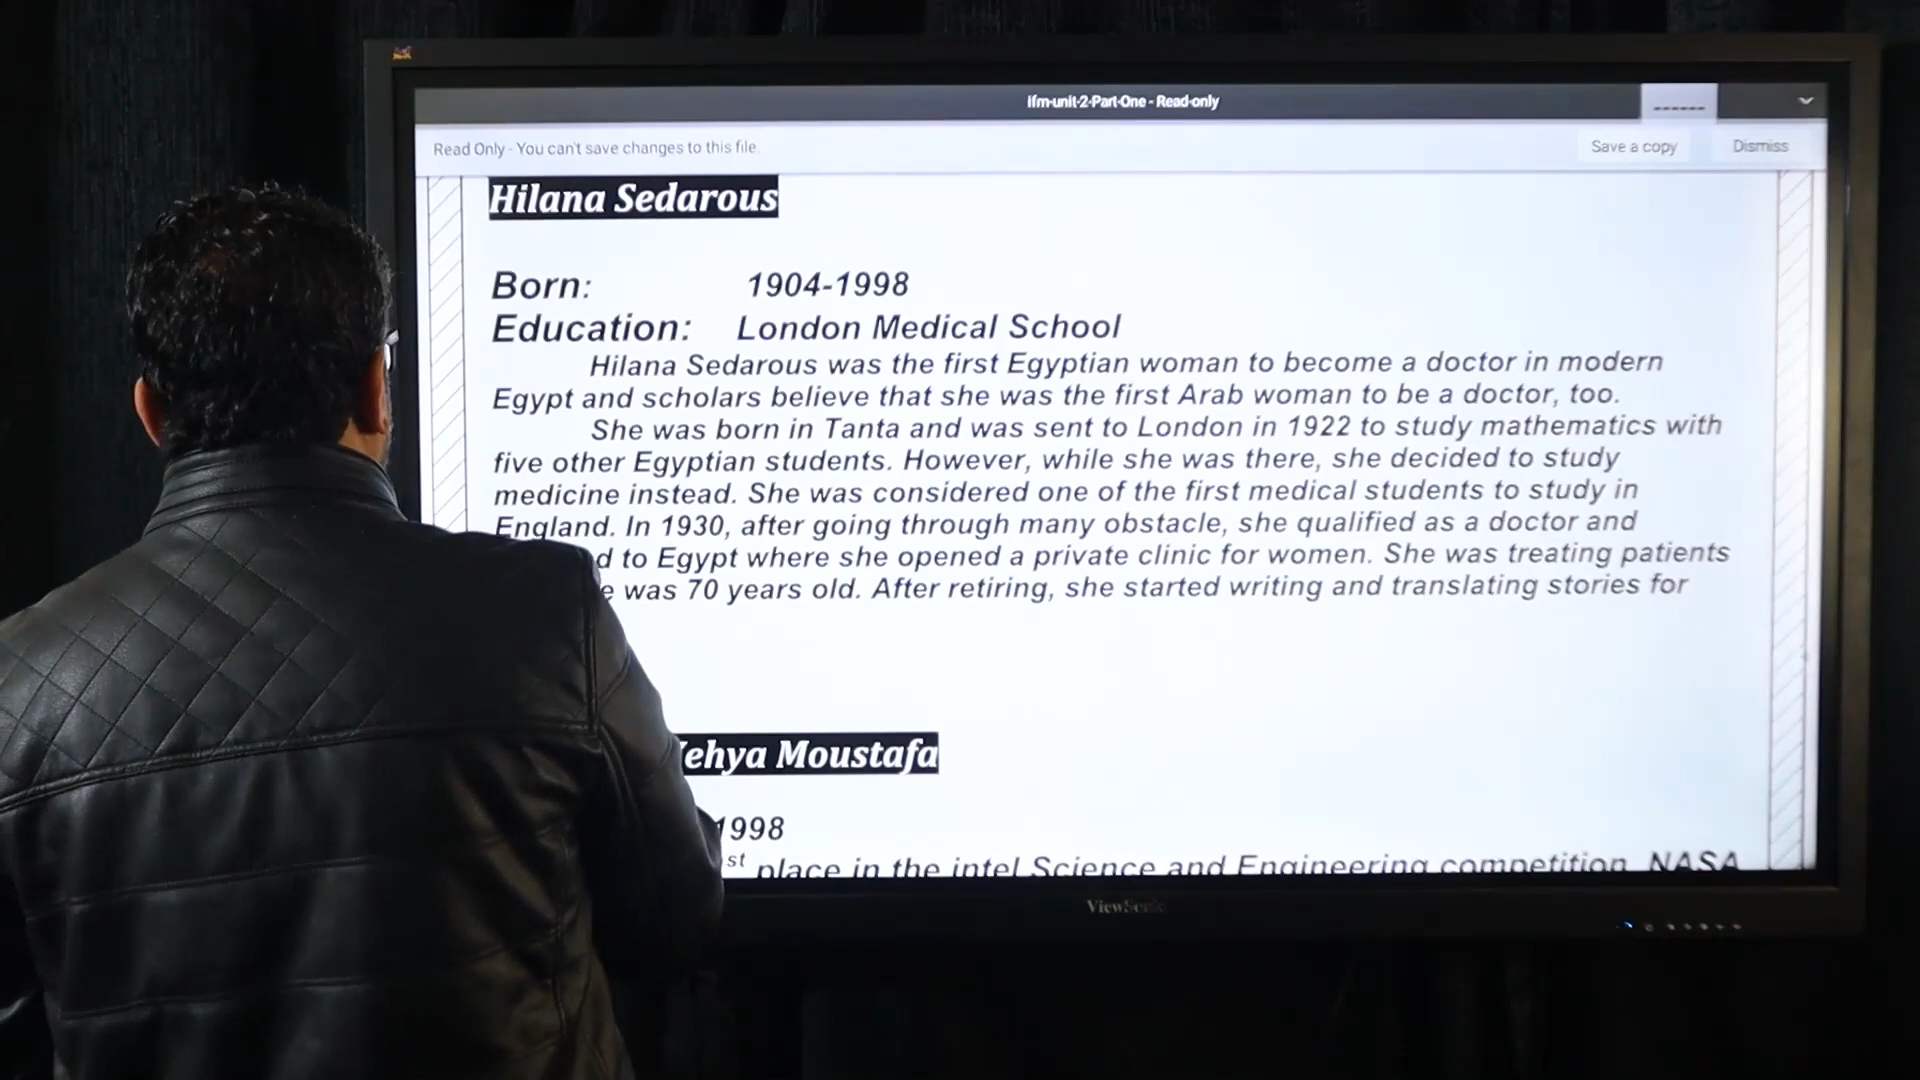 lfm-unit-2-Part-One - Read-only
Read Only - You can't save changes to this file.
Save a copy
Dismiss
Hilana Sedarous
Born: 1904-1998
Education: London Medical School
Hilana Sedarous was the first Egyptian woman to become a doctor in modern
Egypt and scholars believe that she was the first Arab woman to be a doctor, too.
She was born in Tanta and was sent to London in 1922 to study mathematics with
five other Egyptian students. However, while she was there, she decided to study
medicine instead. She was considered one of the first medical students to study in
England. In 1930, after going through many obstacle, she qualified as a doctor and
d to Egypt where she opened a private clinic for women. She was treating patients
e was 70 years old. After retiring, she started writing and translating stories for
ehya Moustafa
1998
st place in the intel Science and Engineering competition. NASA
ViewSonic